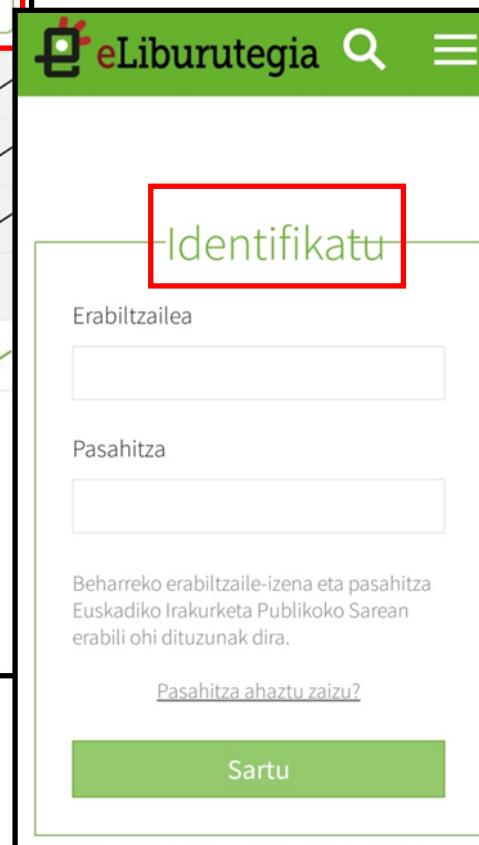 eLiburutegia
Identifikatu
Erabiltzailea
Pasahitza
Beharreko erabiltzaile-izena eta pasahitza
Euskadiko Irakurketa Publikoko Sarean
erabili ohi dituzunak dira.
Pasahitza ahaztu zaizu?
Sartu